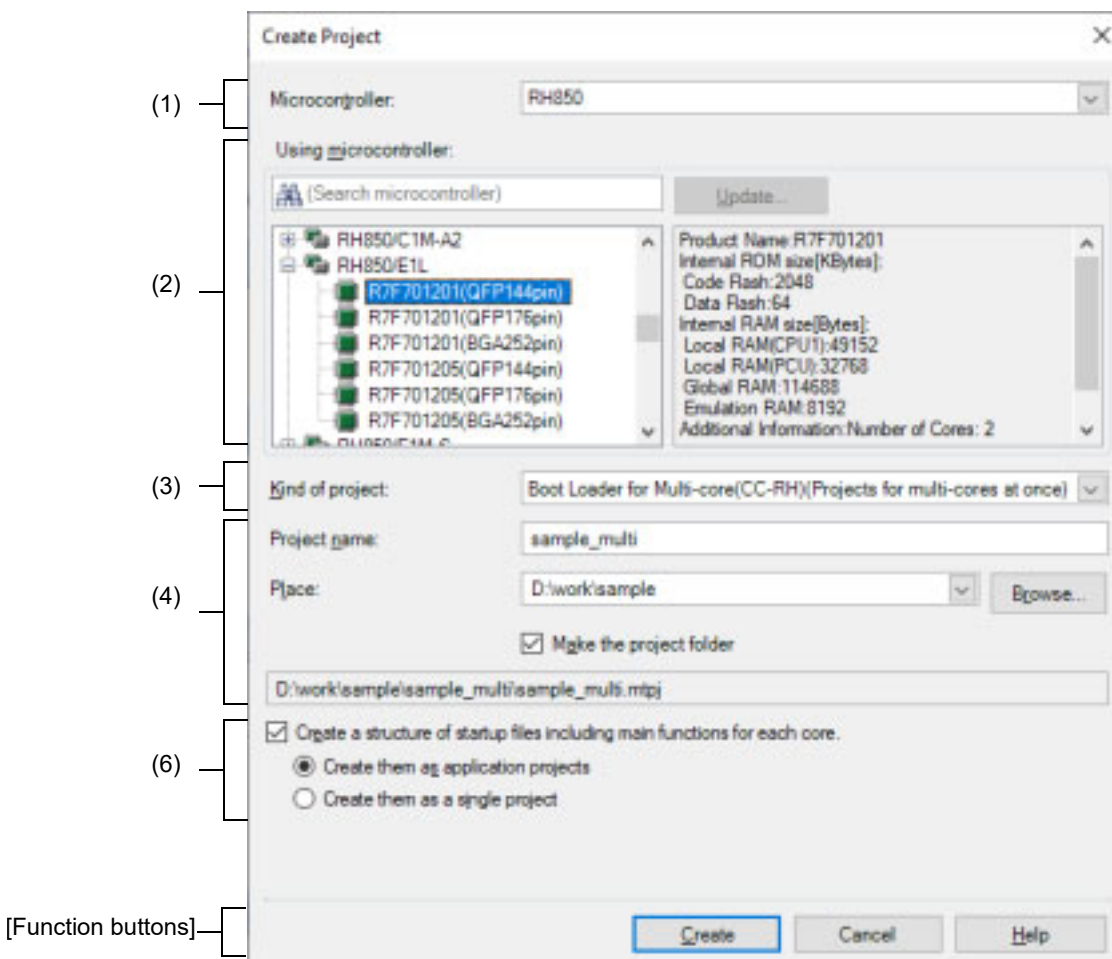 Create Project
(1)
Microcontroller:
RH850
Using microcontroller:
(Search microcontroller)
Update...
(2)
RH850/C1M-A2
RH850/E1L
R7F701201(QFP144pin)
R7F701201(QFP176pin)
R7F701201(BGA252pin)
R7F701205(QFP144pin)
R7F701205(QFP176pin)
R7F701205(BGA252pin)
Product Name:R7F701201
Internal ROM size[KBytes]:
Code Flash:2048
Data Flash:64
Internal RAM size[Bytes]:
Local RAM(CPU1):49152
Local RAM(PCU):32768
Global RAM:114688
Emulation RAM:8192
Additional Information:Number of Cores: 2
(3)
Kind of project:
Boot Loader for Multi-core(CC-RH)(Projects for multi-cores at once)
(4)
Project name:
sample_multi
Place:
D:\work\sample
Browse...
Make the project folder
D:\work\sample\sample_multi\sample_multi.mtpj
(6)
Create a structure of startup files including main functions for each core.
Create them as application projects
Create them as a single project
[Function buttons]
Create
Cancel
Help